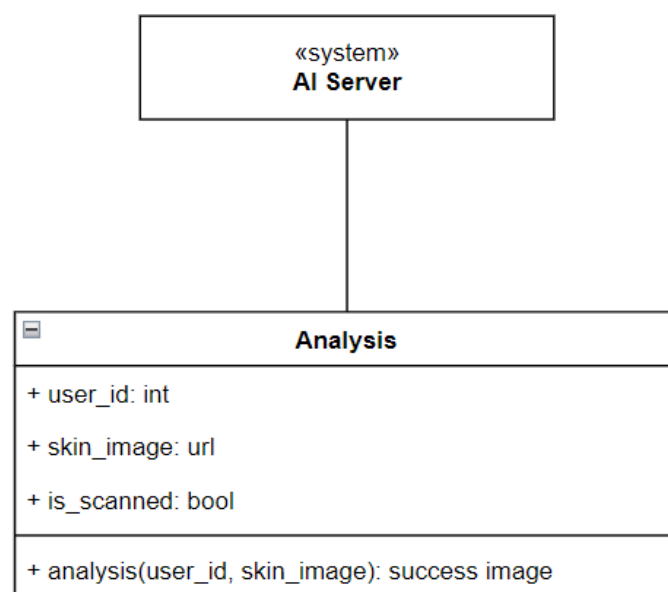 «system»
AI Server
Analysis
+ user_id: int
+ skin_image: url
+ is_scanned: bool
+ analysis(user_id, skin_image): success image